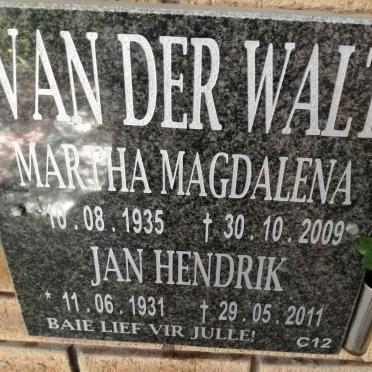 VAN DER WALT
MARTHA MAGDALENA
* 10.08.1935 † 30.10.2009
JAN HENDRIK
* 11.06.1931 † 29.05.2011
BAIE LIEF VIR JULLE!
C12